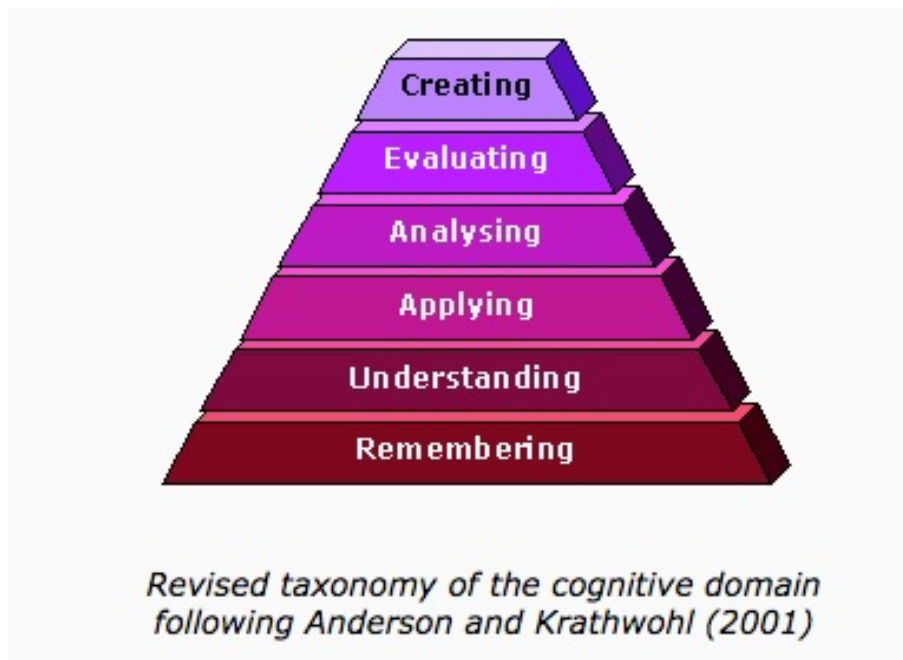 Creating
Evaluating
Analysing
Applying
Understanding
Remembering
Revised taxonomy of the cognitive domain
following Anderson and Krathwohl (2001)